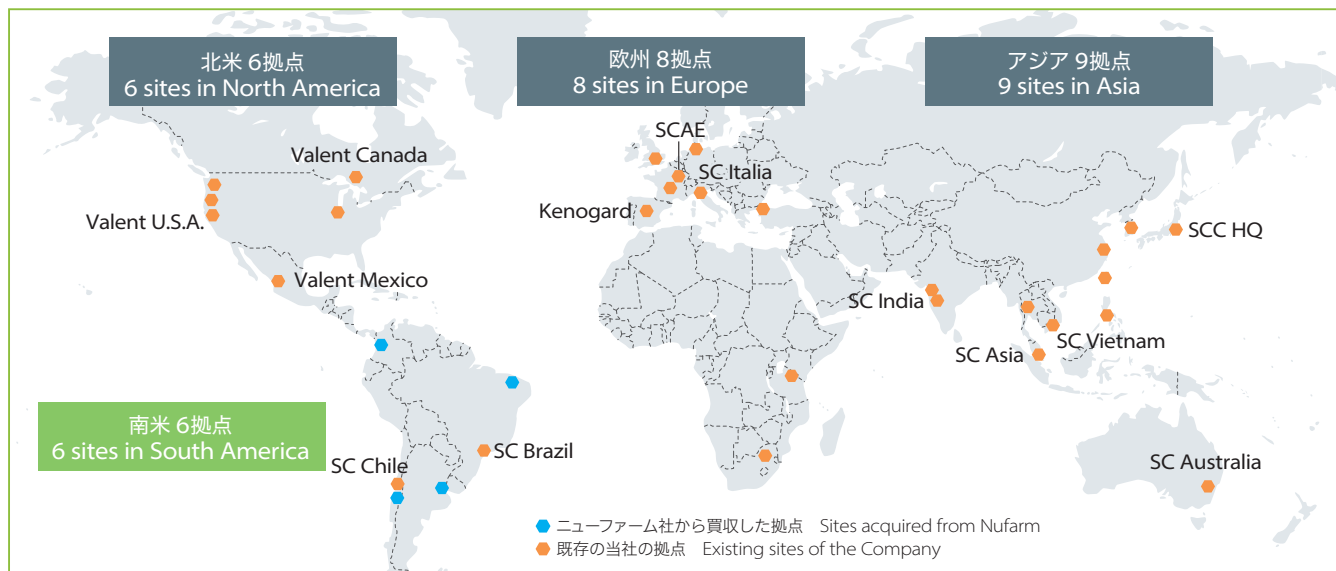 北米 6拠点
6 sites in North America
欧州 8拠点
8 sites in Europe
アジア 9拠点
9 sites in Asia
SCAE
Valent Canada
SC Italia
Kenogard
Valent U.S.A.
SCC HQ
Valent Mexico
SC India
SC Vietnam
SC Asia
南米 6拠点
6 sites in South America
SC Brazil
SC Chile
SC Australia
ニューファーム社から買収した拠点 Sites acquired from Nufarm
既存の当社の拠点 Existing sites of the Company